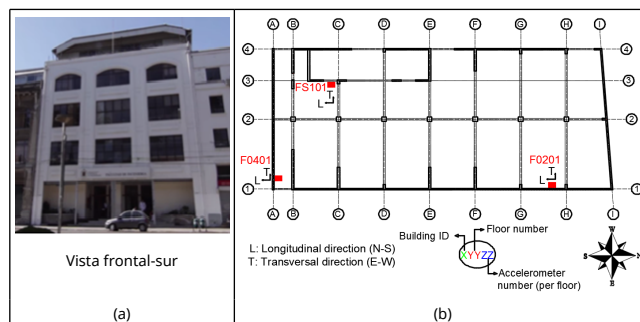 Vista frontal-sur
(a)
A B C D E F G H I
4 4
3 3
FS101
T
L
2 2
F0401
T
L
F0201
T
L
1 1
A B C D E F G H I
L: Longitudinal direction (N-S)
T: Transversal direction (E-W)
Building ID
Floor number
XYYZZ
Accelerometer
number (per floor)
W
S N
E
(b)